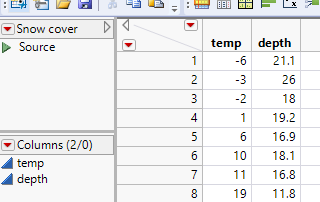 Snow cover
Source
Columns (2/0)
temp
depth
temp depth
1 -6 21.1
2 -3 26
3 -2 18
4 1 19.2
5 6 16.9
6 10 18.1
7 11 16.8
8 19 11.8